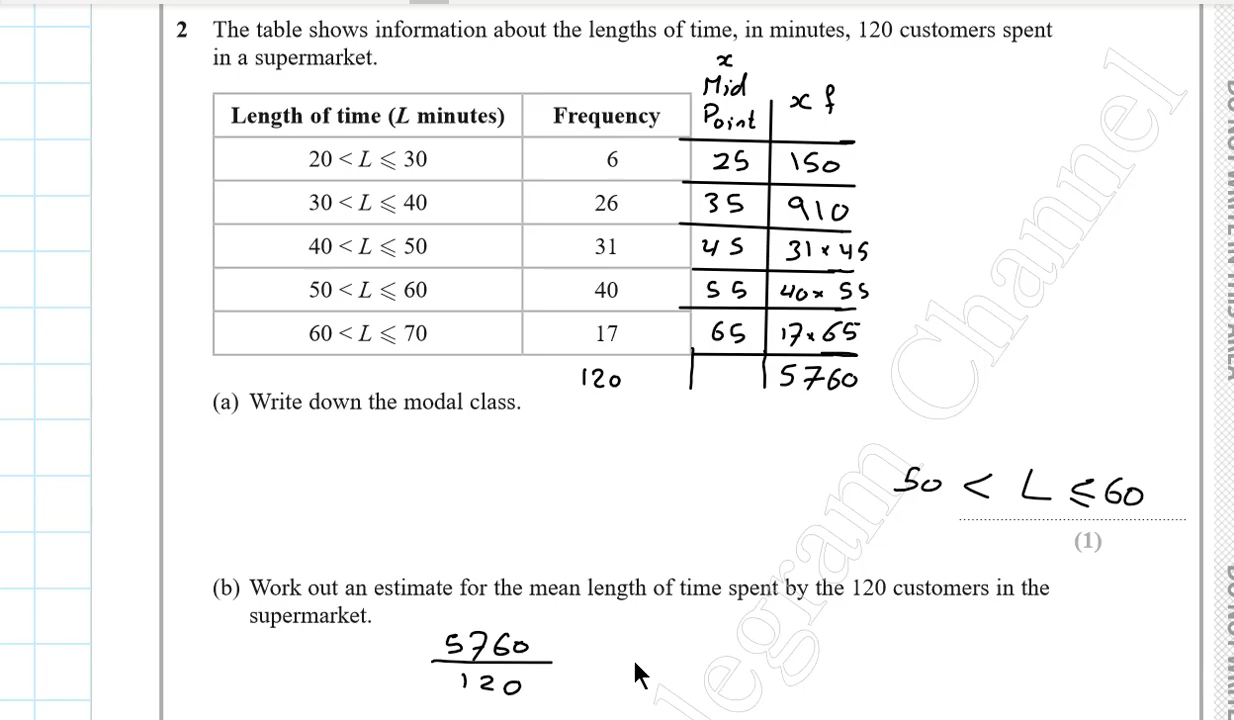 2 The table shows information about the lengths of time, in minutes, 120 customers spent
in a supermarket.
x
Mid
Point
x f
Length of time (L minutes) Frequency
20 < L ⩽ 30 6 25 150
30 < L ⩽ 40 26 35 910
40 < L ⩽ 50 31 45 31 × 45
50 < L ⩽ 60 40 55 40 × 55
60 < L ⩽ 70 17 65 17 × 65
120 5760
(a) Write down the modal class.
50 < L ⩽ 60
(1)
(b) Work out an estimate for the mean length of time spent by the 120 customers in the
supermarket.
5760
120
egram Channel